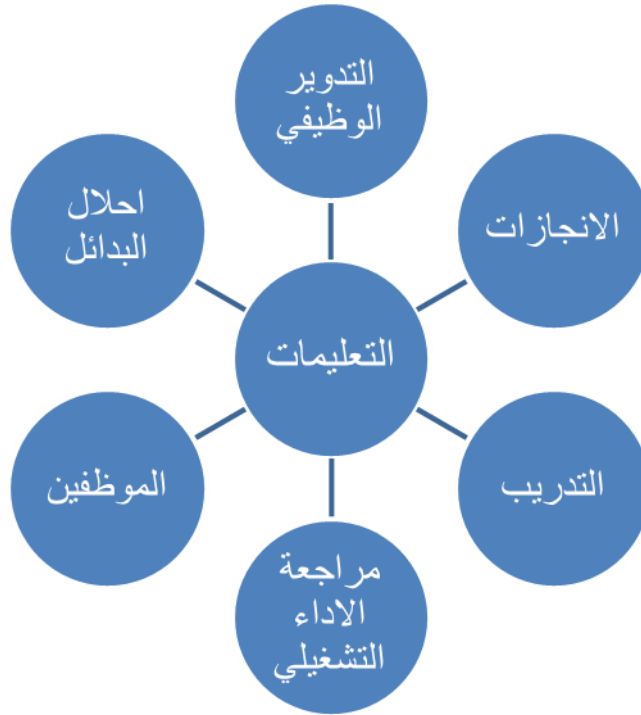 التدوير
الوظيفي
الانجازات
احلال
البدائل
التعليمات
التدريب
الموظفين
مراجعة
الاداء
التشغيلي